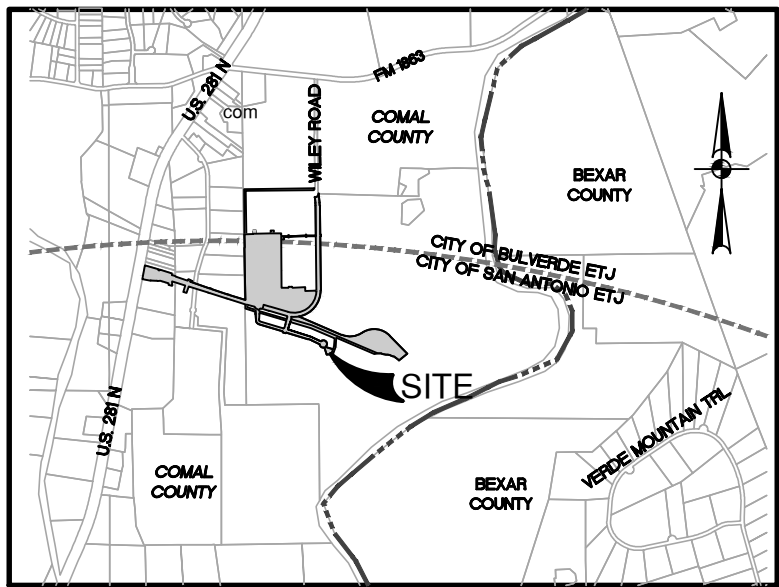 FM 1863
U.S. 281 N
com
WILEY ROAD
COMAL
COUNTY
BEXAR
COUNTY
CITY OF BULVERDE ETJ
CITY OF SAN ANTONIO ETJ
SITE
U.S. 281 N
VERDE MOUNTAIN TRL
COMAL
COUNTY
BEXAR
COUNTY